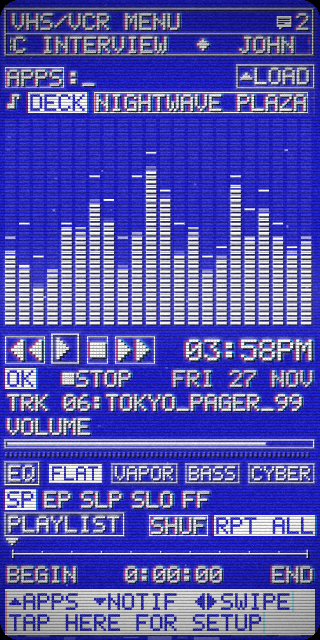 VHS/VCR MENU 2
C INTERVIEW JOHN
APPS:_ LOAD
DECK NIGHTWAVE PLAZA
03:58PM
OK STOP FRI 27 NOV
TRK 06:TOKYO_PAGER_99
VOLUME
EQ FLAT VAPOR BASS CYBER
SP EP SLP SLO FF
PLAYLIST SHUF RPT ALL
BEGIN 0:00:00 END
APPS NOTIF SWIPE
TAP HERE FOR SETUP